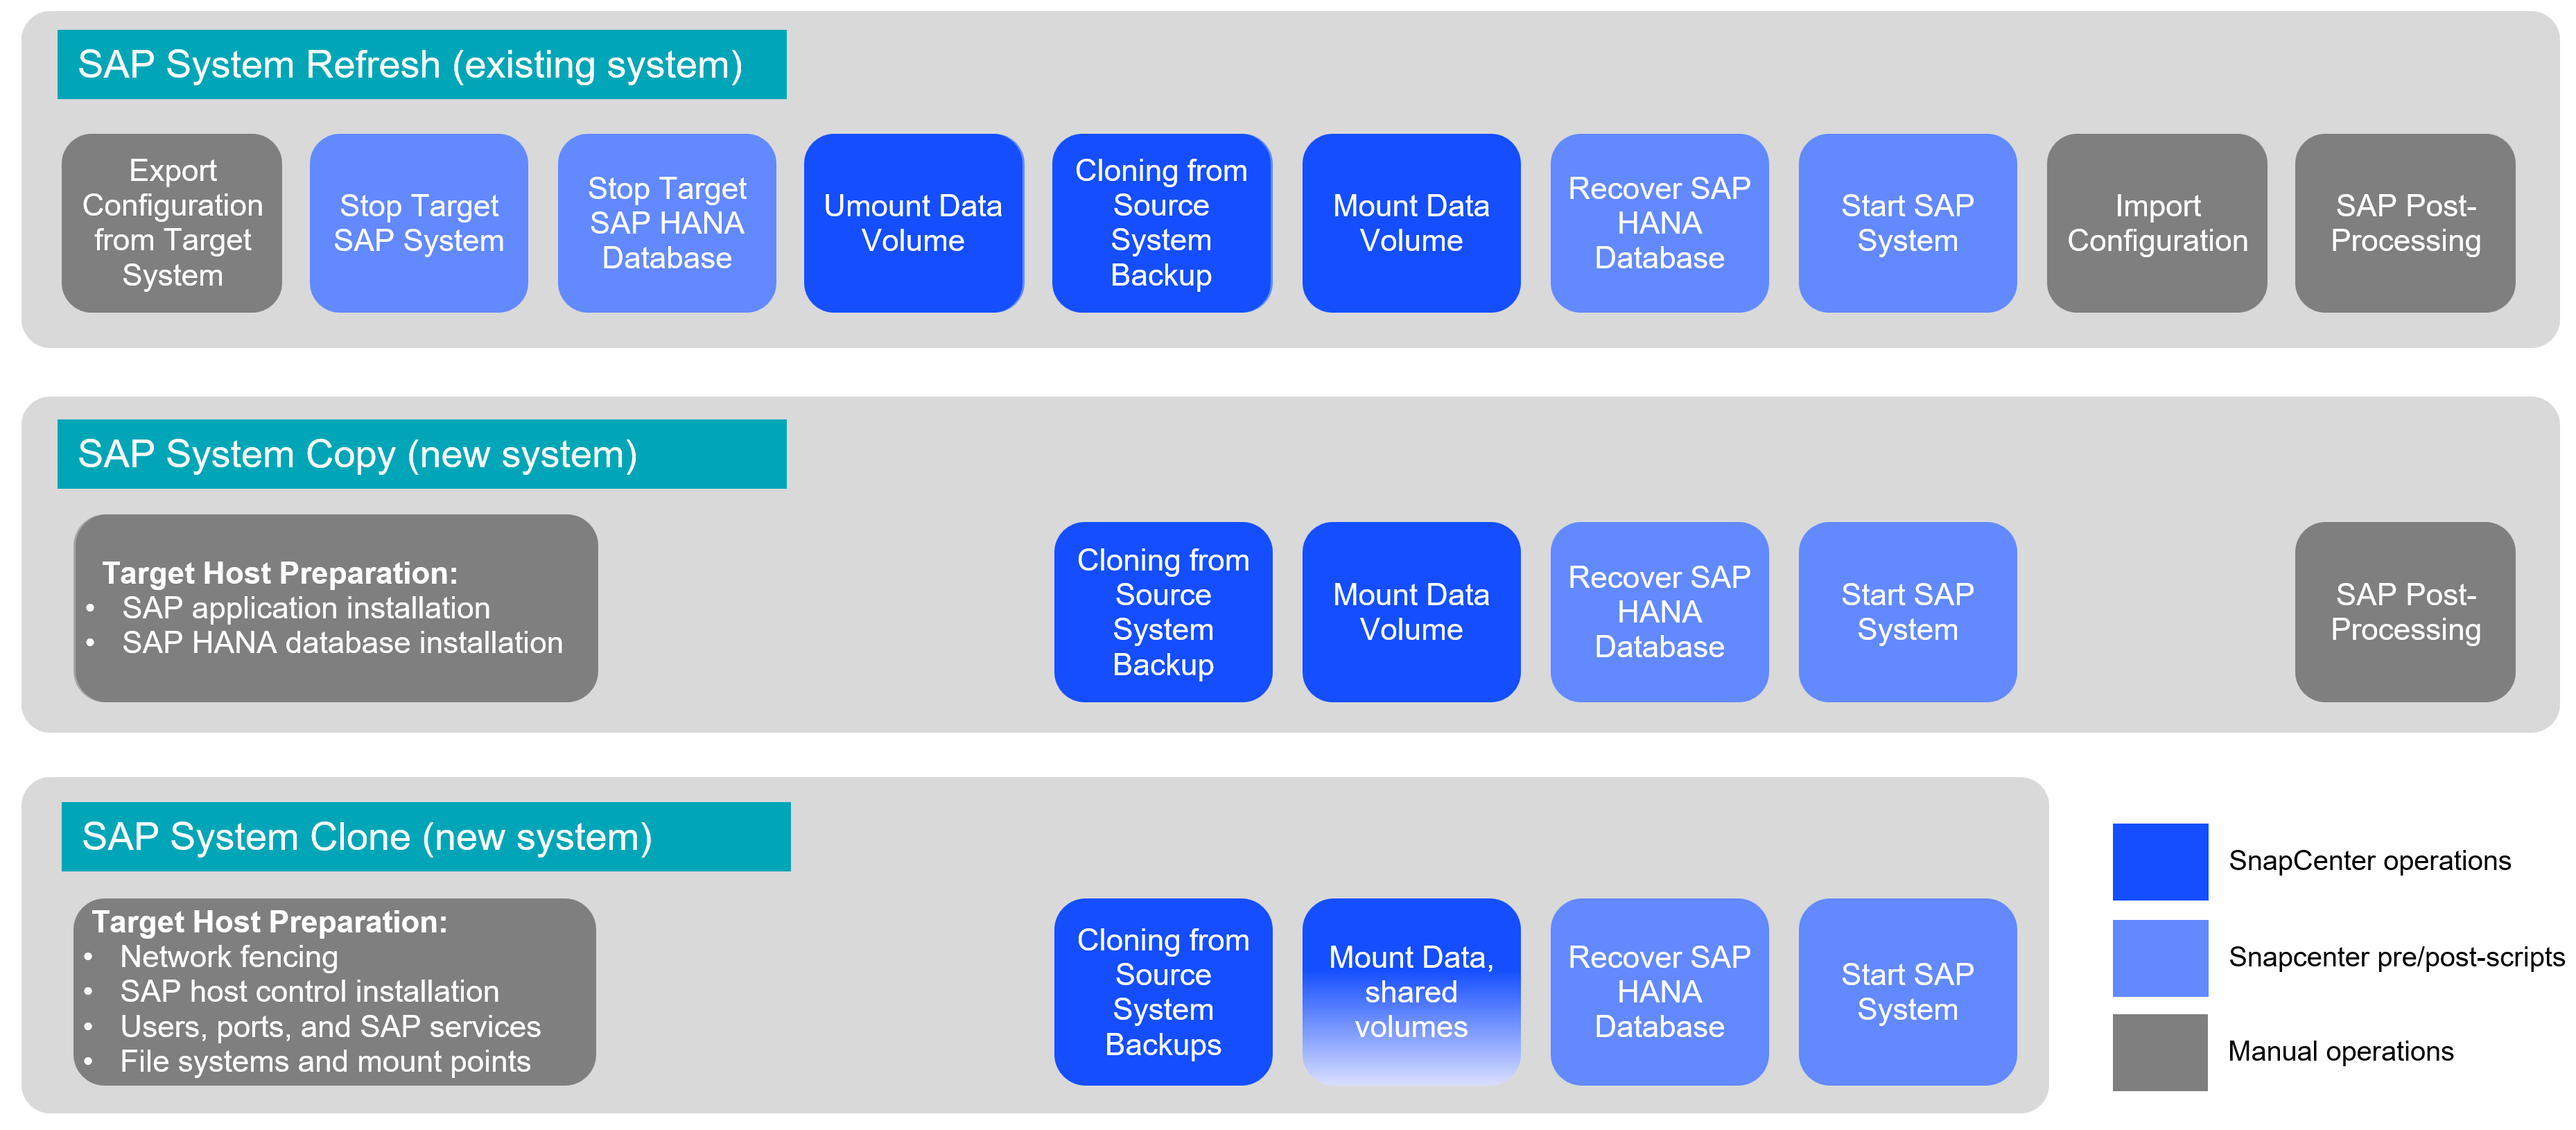 SAP System Refresh (existing system)
Export
Configuration
from Target
System
Stop Target
SAP System
Stop Target
SAP HANA
Database
Umount Data
Volume
Cloning from
Source
System
Backup
Mount Data
Volume
Recover SAP
HANA
Database
Start SAP
System
Import
Configuration
SAP Post-
Processing
SAP System Copy (new system)
Target Host Preparation:
• SAP application installation
• SAP HANA database installation
Cloning from
Source
System
Backup
Mount Data
Volume
Recover SAP
HANA
Database
Start SAP
System
SAP Post-
Processing
SAP System Clone (new system)
Target Host Preparation:
• Network fencing
• SAP host control installation
• Users, ports, and SAP services
• File systems and mount points
Cloning from
Source
System
Backups
Mount Data,
shared
volumes
Recover SAP
HANA
Database
Start SAP
System
SnapCenter operations
Snapcenter pre/post-scripts
Manual operations